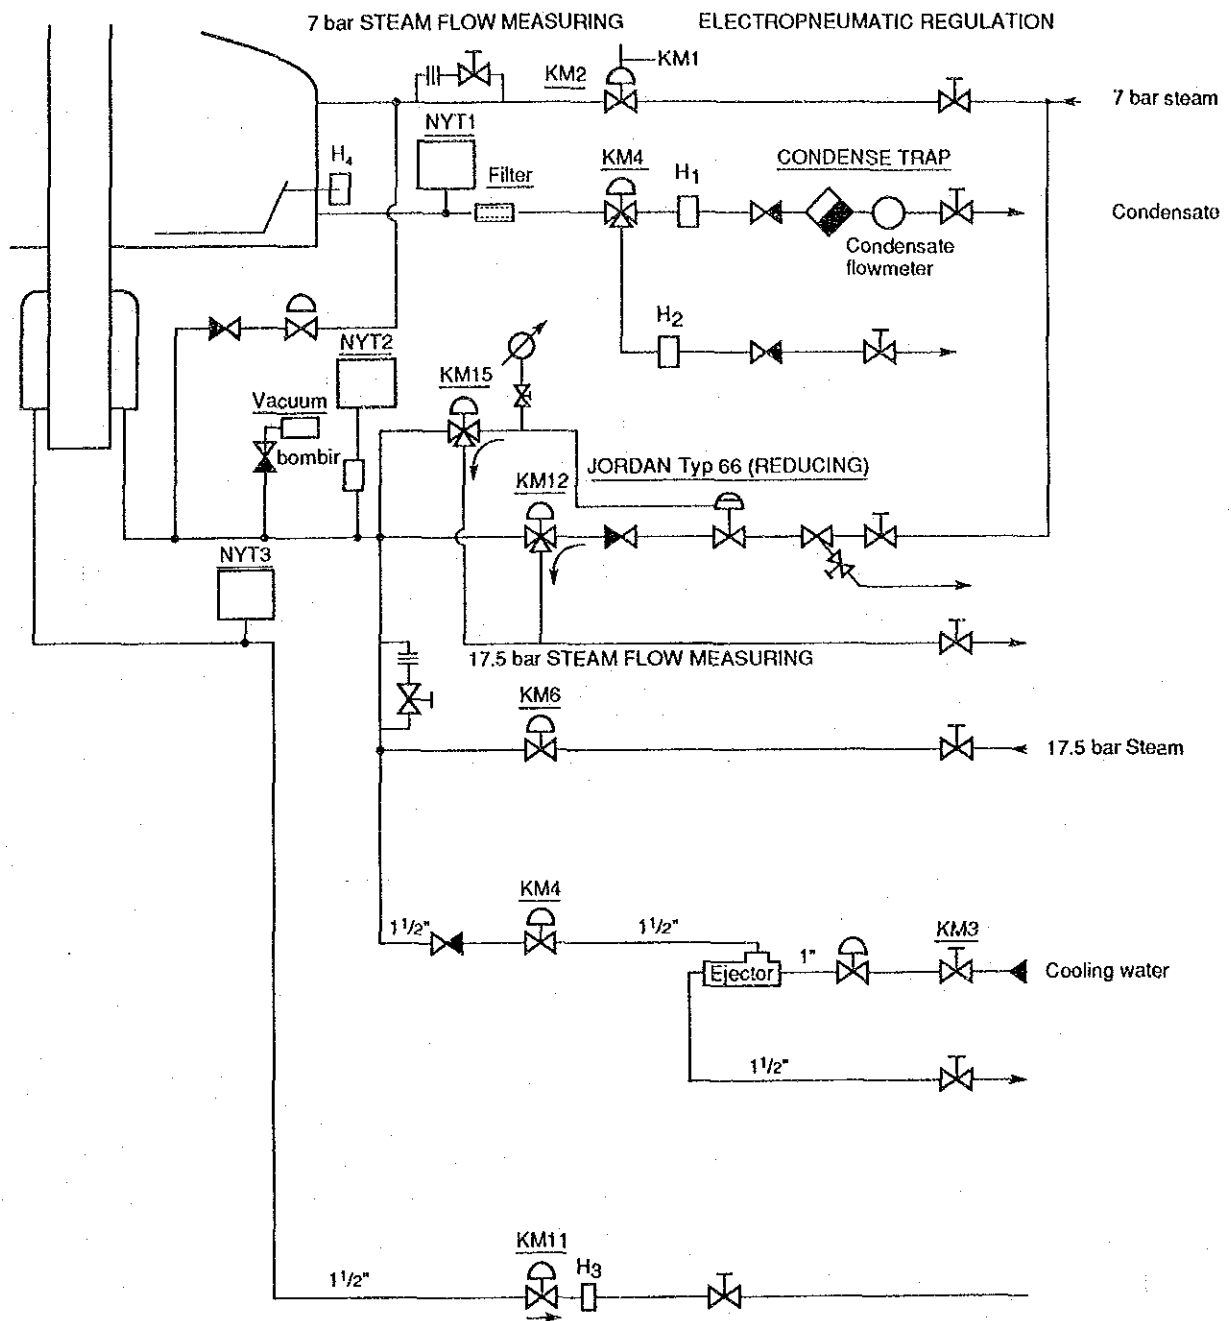 7 bar STEAM FLOW MEASURING
ELECTROPNEUMATIC REGULATION
KM1
KM2
7 bar steam
NYT1
H4
Filter
KM4
H1
CONDENSE TRAP
Condensate
Condensate
flowmeter
H2
NYT2
KM15
Vacuum
bombir
JORDAN Typ 66 (REDUCING)
KM12
NYT3
17.5 bar STEAM FLOW MEASURING
KM6
17.5 bar Steam
KM4
1 1/2"
1 1/2"
KM3
Ejector
1"
Cooling water
1 1/2"
KM11
H3
1 1/2"